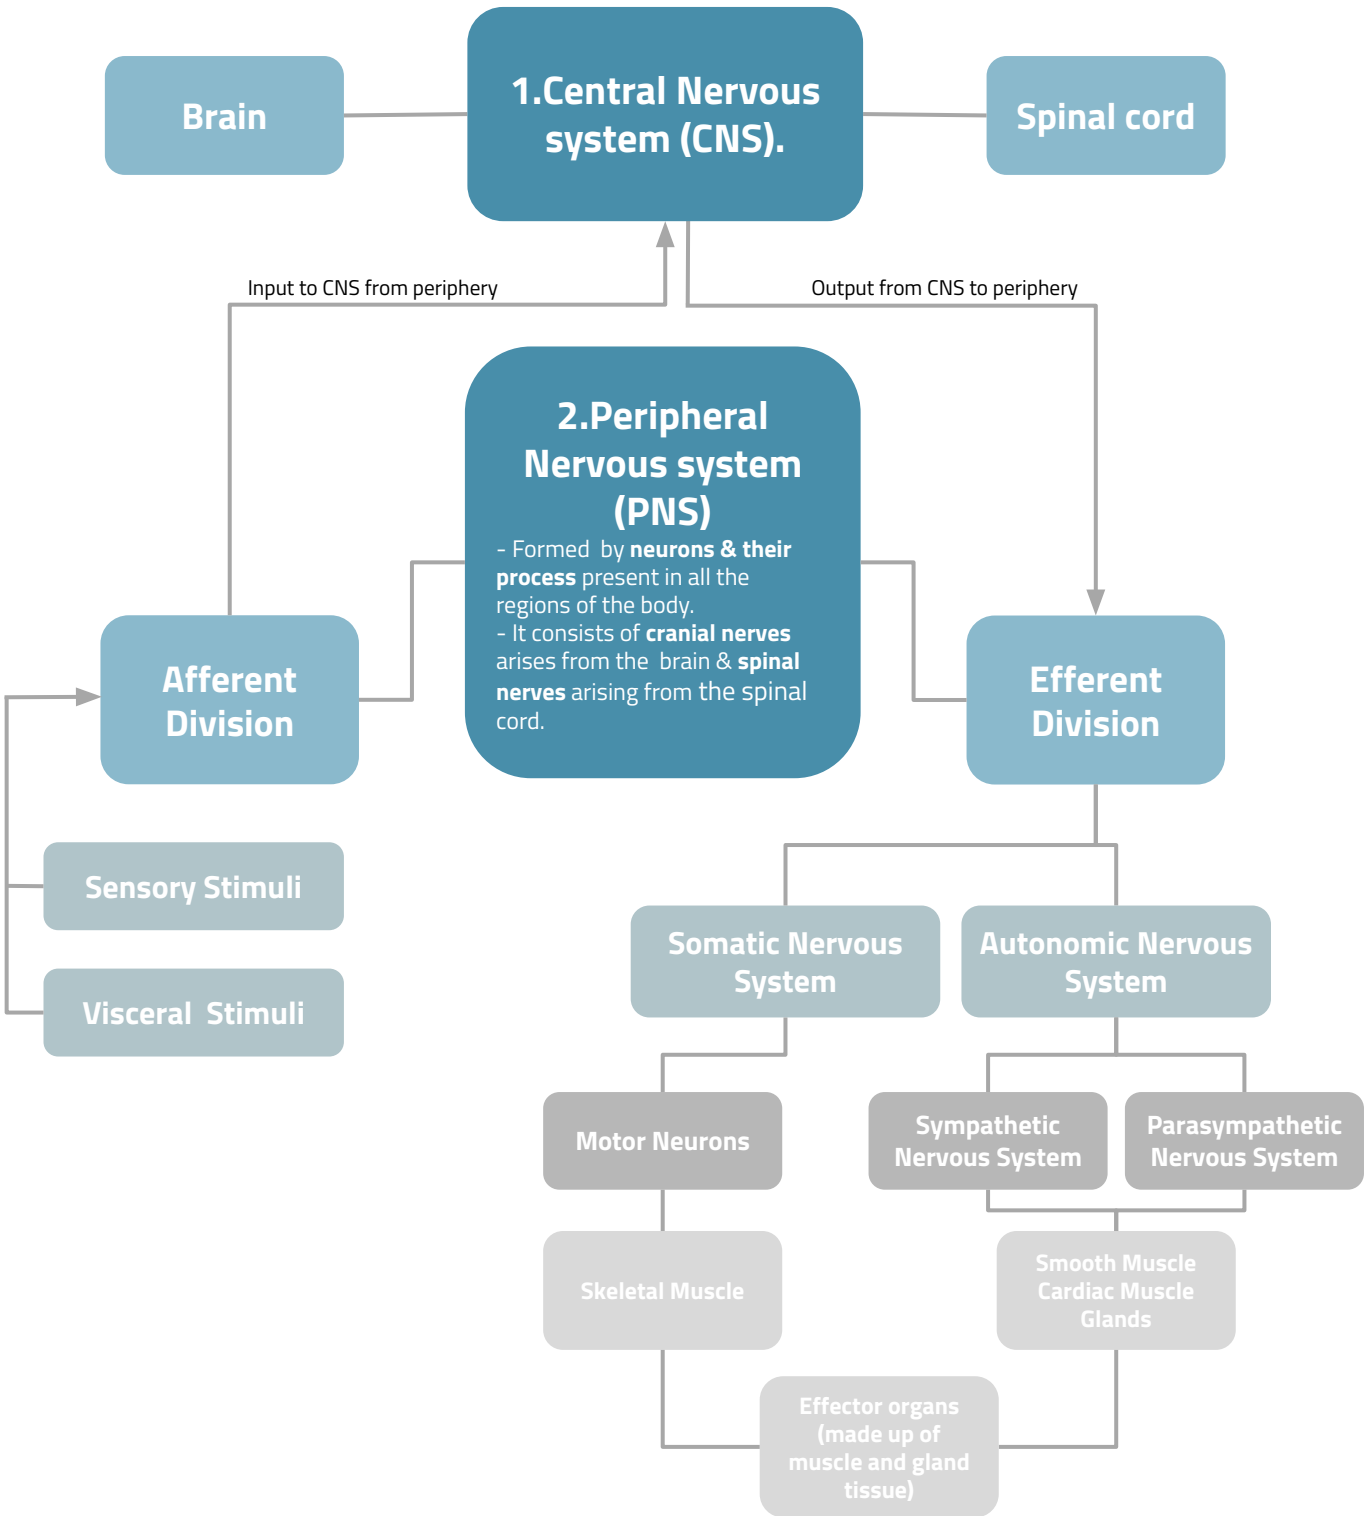 Brain
1.Central Nervous
system (CNS).
Spinal cord
Input to CNS from periphery
Output from CNS to periphery
2.Peripheral
Nervous system
(PNS)
- Formed by neurons & their
process present in all the
regions of the body.
- It consists of cranial nerves
arises from the brain & spinal
nerves arising from the spinal
cord.
Afferent
Division
Efferent
Division
Sensory Stimuli
Visceral Stimuli
Somatic Nervous
System
Autonomic Nervous
System
Motor Neurons
Sympathetic
Nervous System
Parasympathetic
Nervous System
Skeletal Muscle
Smooth Muscle
Cardiac Muscle
Glands
Effector organs
(made up of
muscle and gland
tissue)